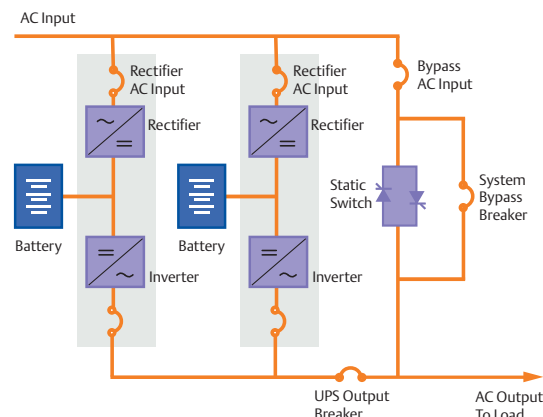 AC Input
Rectifier
AC Input
Rectifier
AC Input
Bypass
AC Input
Rectifier
Rectifier
Static
Switch
System
Bypass
Breaker
Battery
Inverter
Battery
Inverter
UPS Output
Breaker
AC Output
To Load